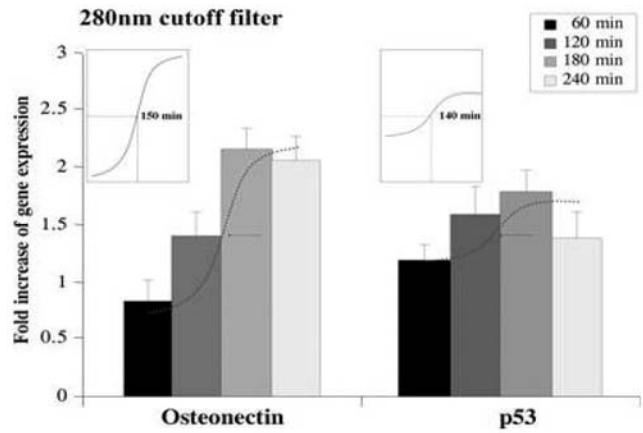 280nm cutoff filter
60 min
120 min
180 min
240 min
Fold increase of gene expression
3
2.5
2
1.5
1
0.5
0
150 min
140 min
Osteonectin
p53